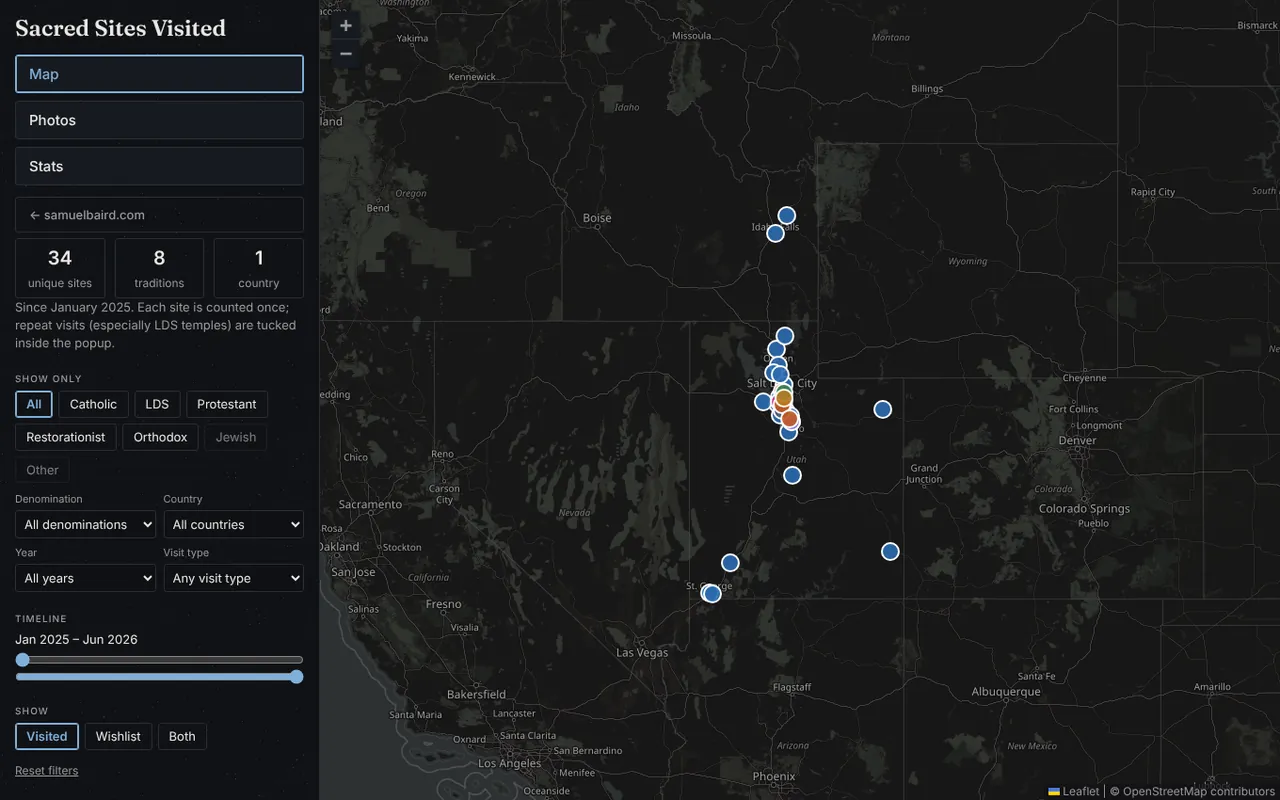 Sacred Sites Visited
Map
Photos
Stats
← samuelbaird.com
34
unique sites
8
traditions
1
country
Since January 2025. Each site is counted once;
repeat visits (especially LDS temples) are tucked
inside the popup.
SHOW ONLY
All
Catholic
LDS
Protestant
Restorationist
Orthodox
Jewish
Other
Denomination
Country
All denominations
All countries
Year
Visit type
All years
Any visit type
TIMELINE
Jan 2025 – Jun 2026
SHOW
Visited
Wishlist
Both
Reset filters
+
−
Washington
Yakima
Kennewick
Missoula
Montana
Bismarck
Billings
Idaho
land
Oregon
Bend
Boise
Rapid City
South
Wyoming
Cheyenne
Fort Collins
Longmont
Denver
Colorado
Colorado Springs
Pueblo
Grand
Junction
Utah
Reno
Carson
City
Nevada
Chico
Sacramento
Rosa
Oakland
Stockton
San Jose
California
Salinas
Fresno
Visalia
Las Vegas
Bakersfield
Santa Maria
Lancaster
Oxnard
Santa Clarita
San Bernardino
Los Angeles
Menifee
Oceanside
Flagstaff
Arizona
Phoenix
Santa Fe
Albuquerque
New Mexico
Amarillo
Leaflet | © OpenStreetMap contributors